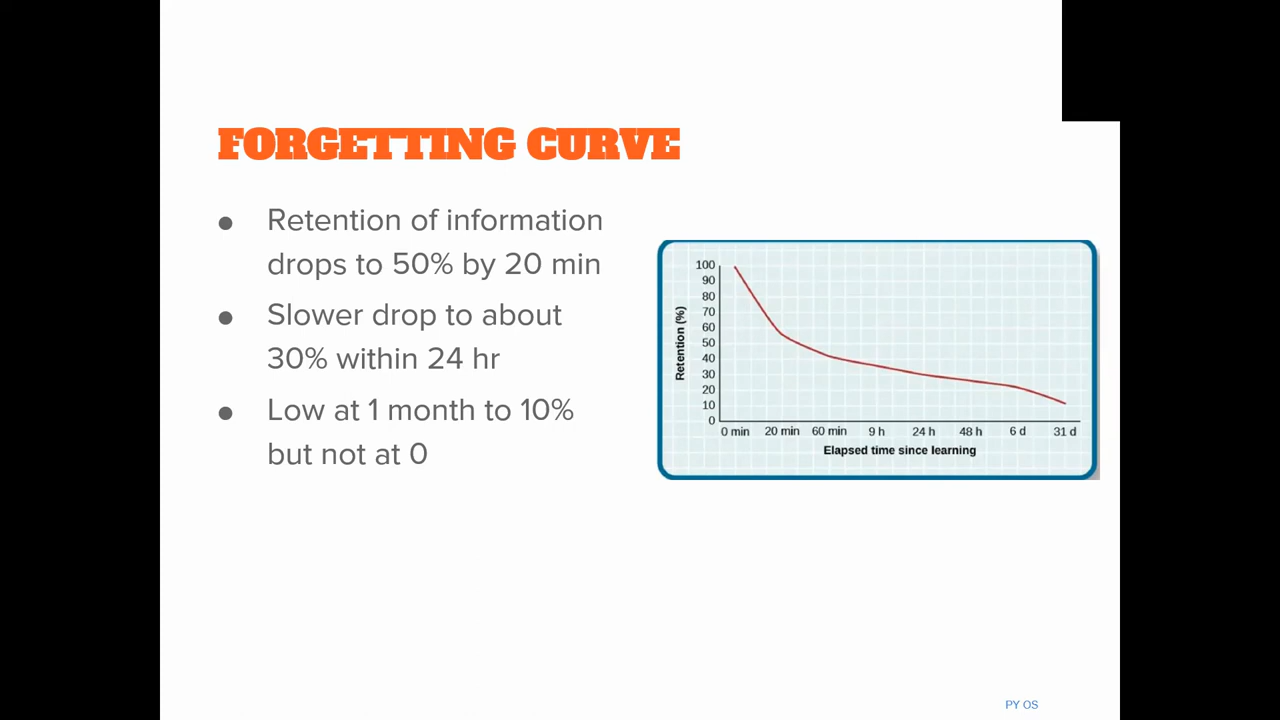 FORGETTING CURVE
● Retention of information
drops to 50% by 20 min
● Slower drop to about
30% within 24 hr
● Low at 1 month to 10%
but not at 0
Retention (%)
100
90
80
70
60
50
40
30
20
10
0
0 min 20 min 60 min 9 h 24 h 48 h 6 d 31 d
Elapsed time since learning
PY OS